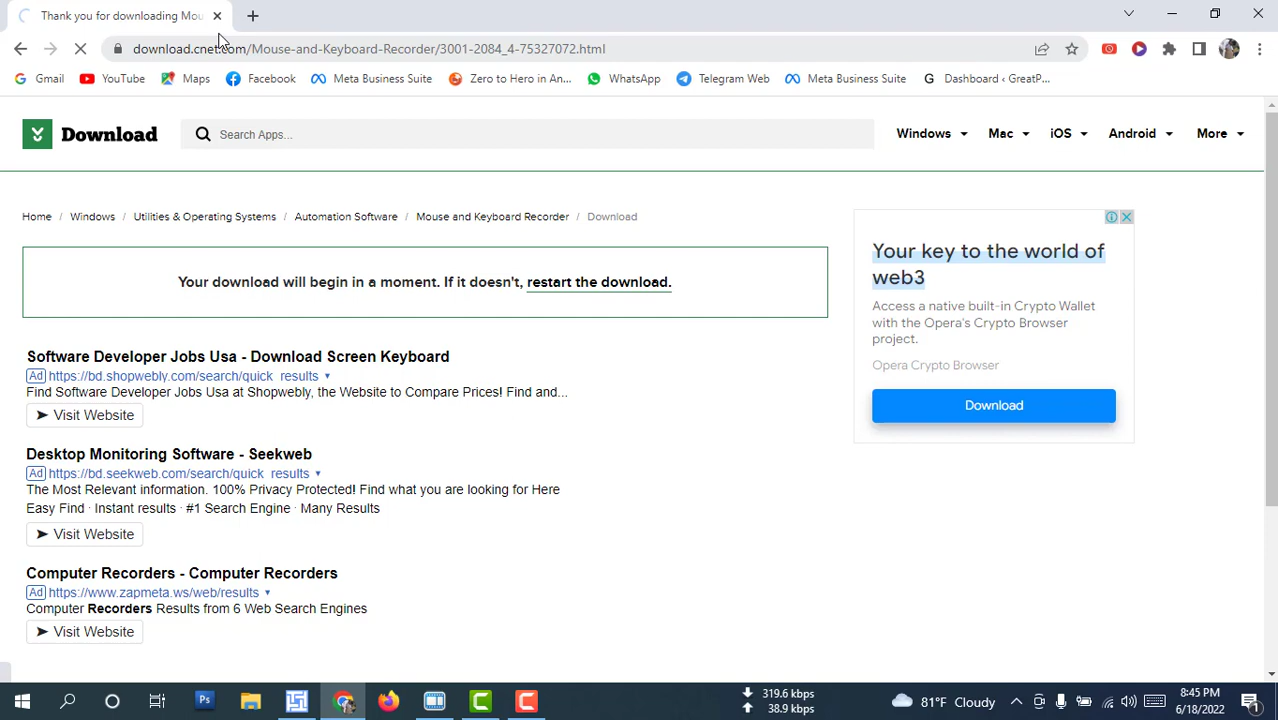 Thank you for downloading Mou
download.cnet.com/Mouse-and-Keyboard-Recorder/3001-2084_4-75327072.html
Gmail YouTube Maps Facebook Meta Business Suite Zero to Hero in An... WhatsApp Telegram Web Meta Business Suite G Dashboard ‹ GreatP...
Download Search Apps... Windows Mac iOS Android More
Home / Windows / Utilities & Operating Systems / Automation Software / Mouse and Keyboard Recorder / Download
Your download will begin in a moment. If it doesn't, restart the download.
Software Developer Jobs Usa - Download Screen Keyboard
Ad https://bd.shopwebly.com/search/quick_results
Find Software Developer Jobs Usa at Shopwebly, the Website to Compare Prices! Find and...
➤ Visit Website
Desktop Monitoring Software - Seekweb
Ad https://bd.seekweb.com/search/quick_results
The Most Relevant information. 100% Privacy Protected! Find what you are looking for Here
Easy Find · Instant results · #1 Search Engine · Many Results
➤ Visit Website
Computer Recorders - Computer Recorders
Ad https://www.zapmeta.ws/web/results
Computer Recorders Results from 6 Web Search Engines
➤ Visit Website
Your key to the world of
web3
Access a native built-in Crypto Wallet
with the Opera's Crypto Browser
project.
Opera Crypto Browser
Download
Ps
319.6 kbps
38.9 kbps
81°F Cloudy
8:45 PM
6/18/2022
1